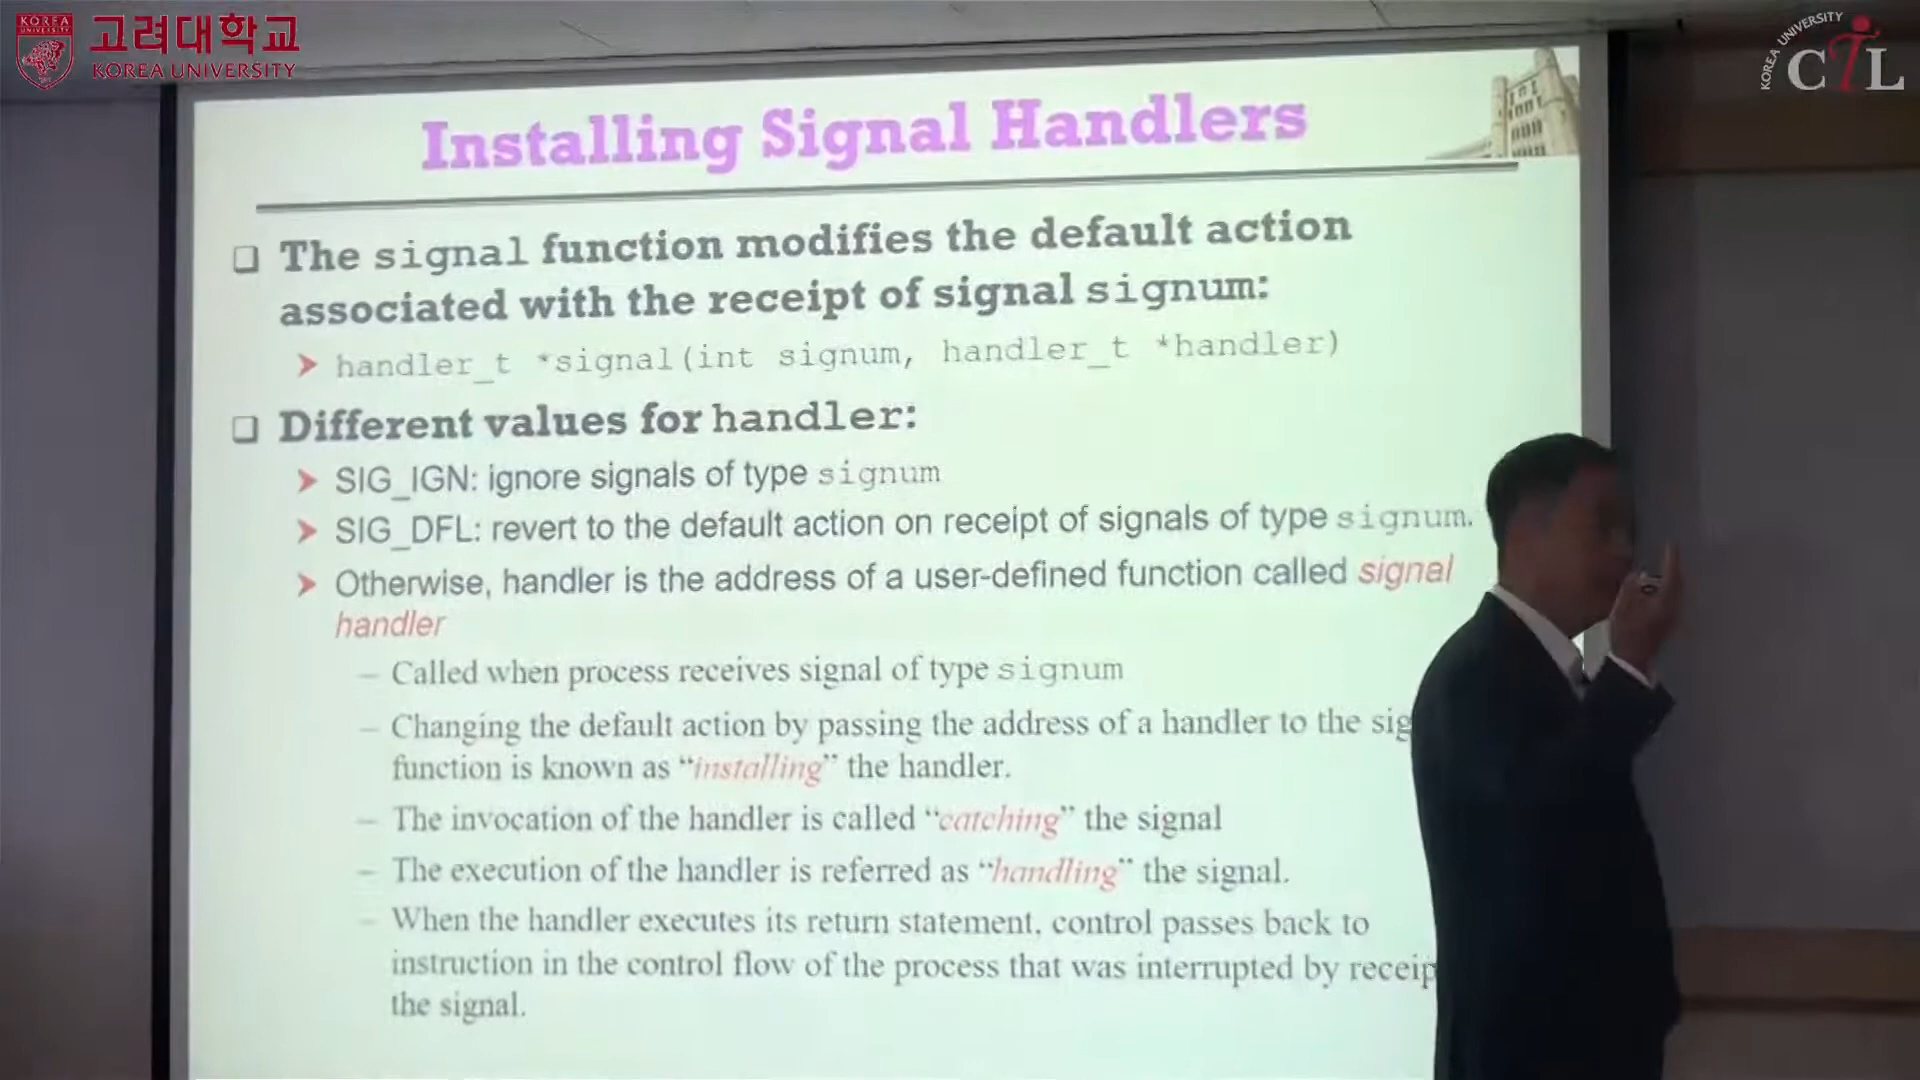 KOREA
UNIVERSITY
고려대학교
KOREA UNIVERSITY
KOREA UNIVERSITY
CTL
Installing Signal Handlers
❑ The signal function modifies the default action
associated with the receipt of signal signum:
➤ handler_t *signal(int signum, handler_t *handler)
❑ Different values for handler:
➤ SIG_IGN: ignore signals of type signum
➤ SIG_DFL: revert to the default action on receipt of signals of type signum.
➤ Otherwise, handler is the address of a user-defined function called signal
handler
– Called when process receives signal of type signum
– Changing the default action by passing the address of a handler to the sig
function is known as “installing” the handler.
– The invocation of the handler is called “catching” the signal
– The execution of the handler is referred as “handling” the signal.
– When the handler executes its return statement, control passes back to
instruction in the control flow of the process that was interrupted by receip
the signal.